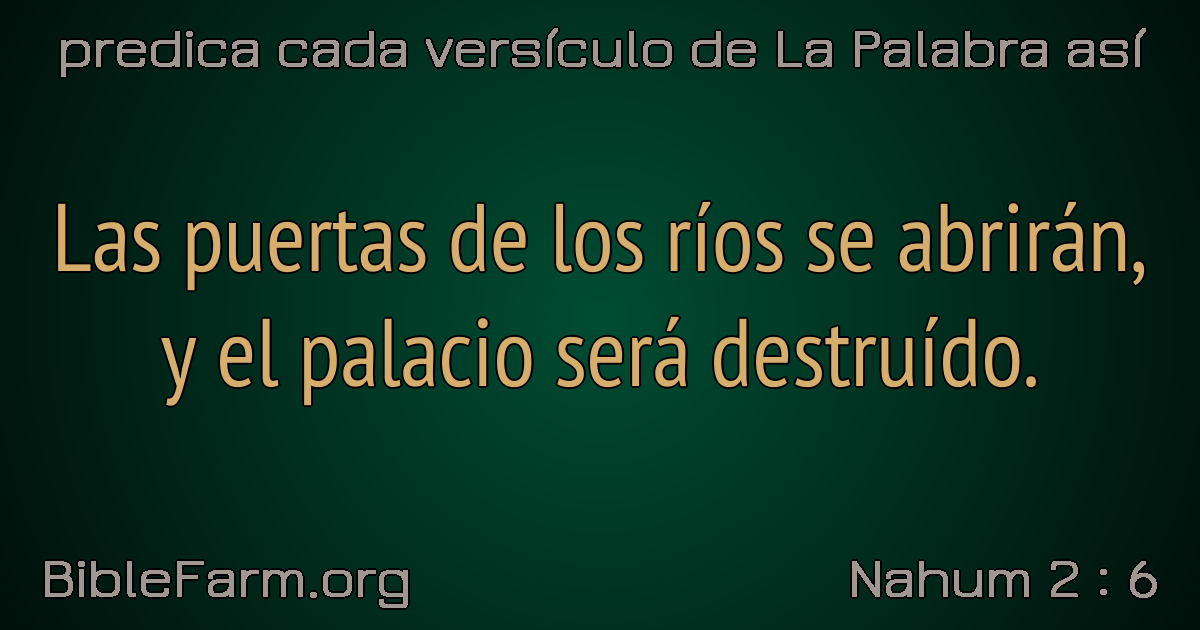 predica cada versículo de La Palabra así
Las puertas de los ríos se abrirán,
y el palacio será destruído.
BibleFarm.org
Nahum 2 : 6